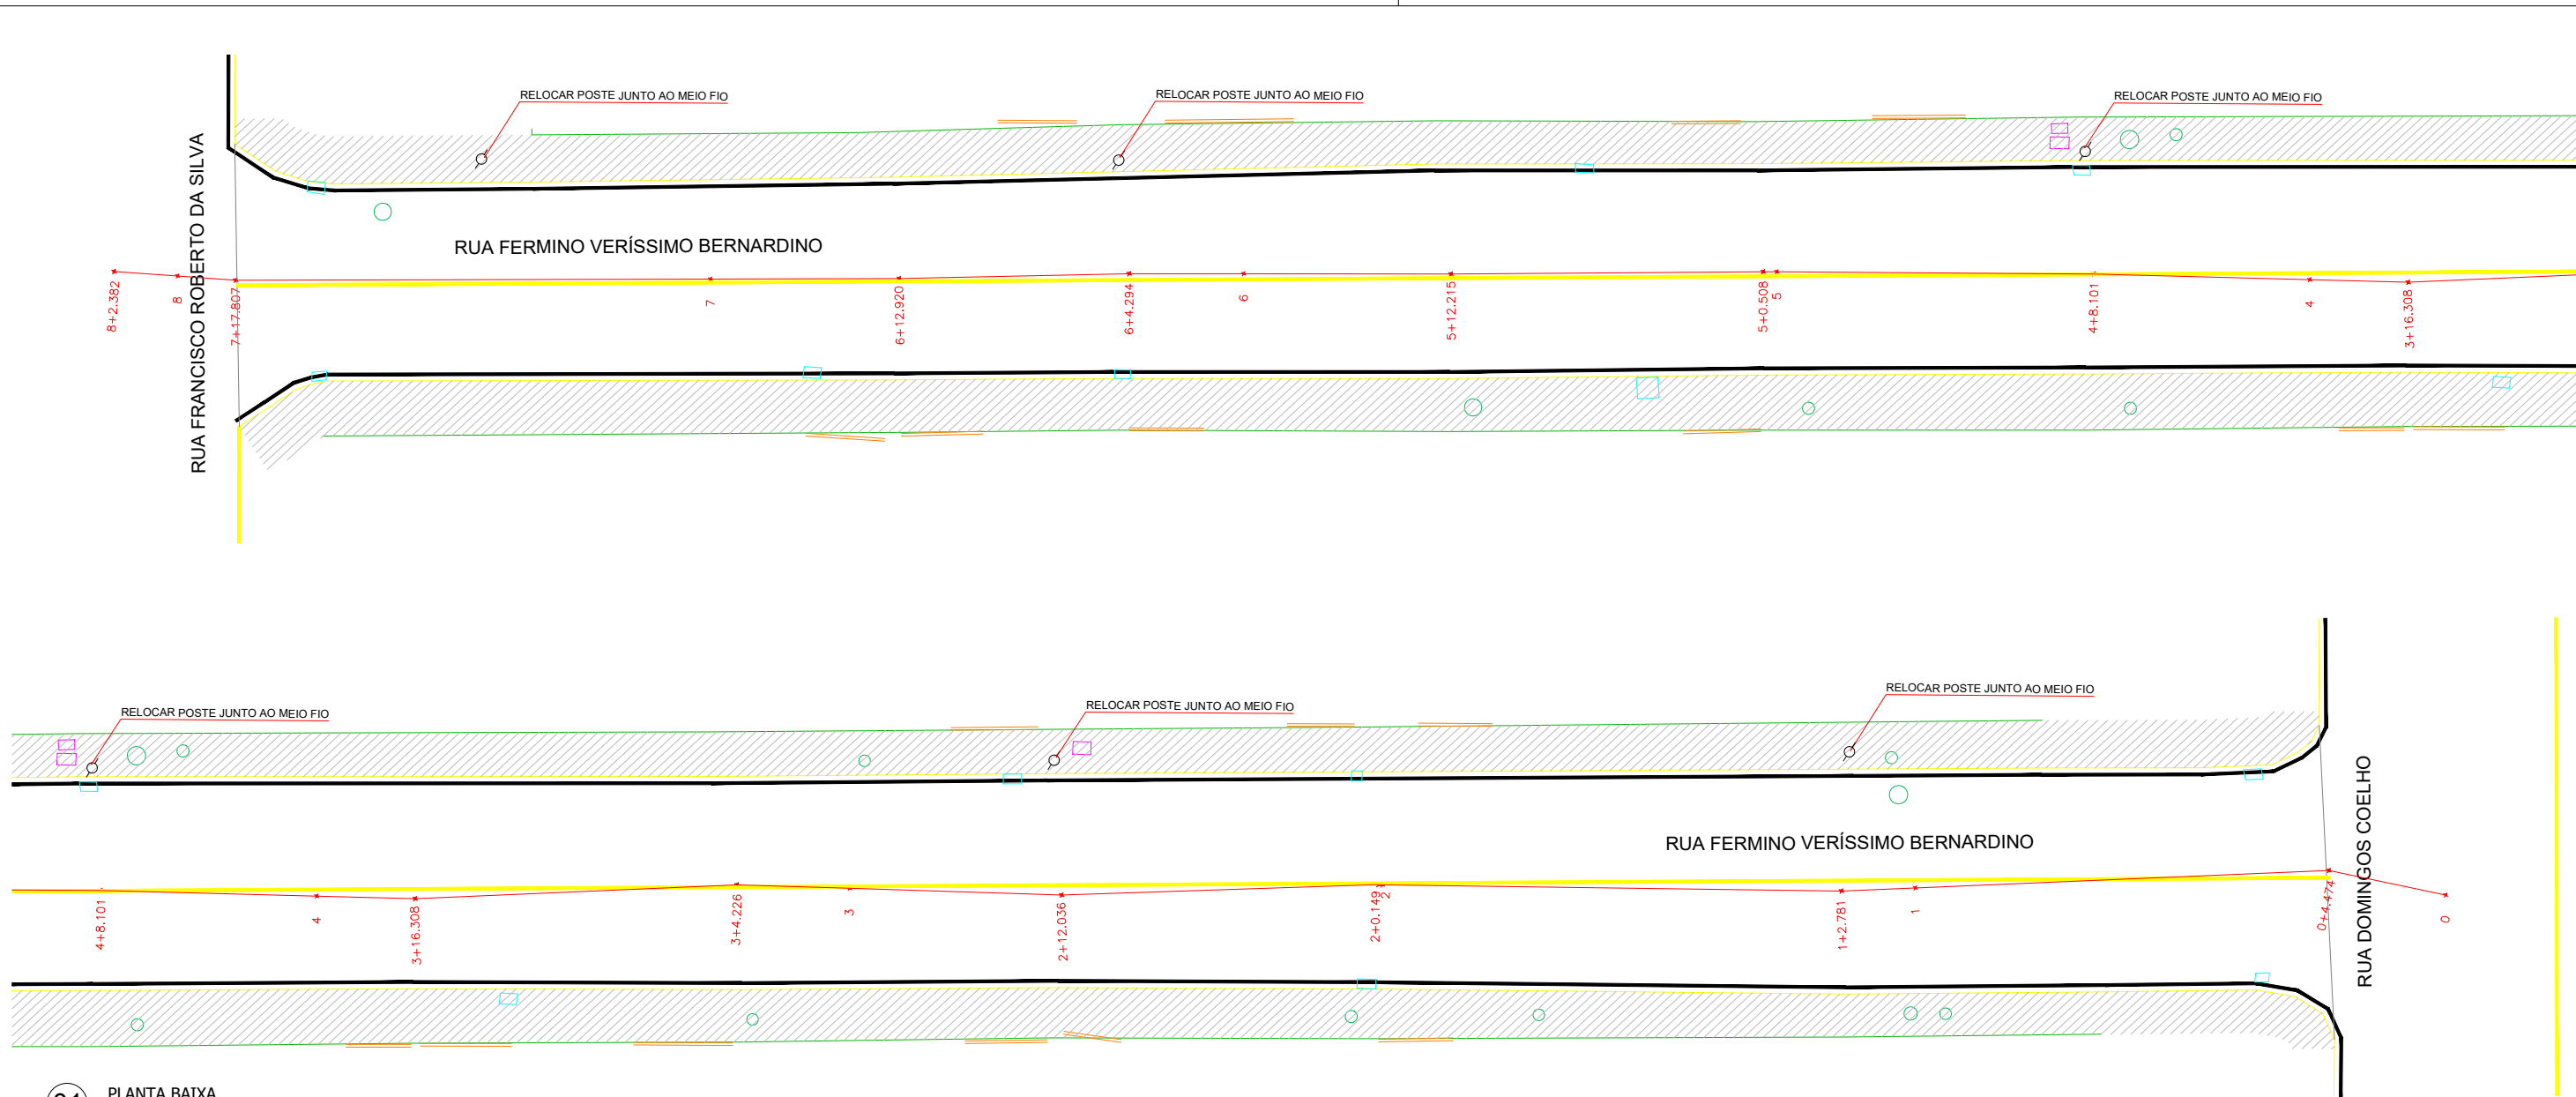 RELOCAR POSTE JUNTO AO MEIO FIO
RELOCAR POSTE JUNTO AO MEIO FIO
RELOCAR POSTE JUNTO AO MEIO FIO
RUA FRANCISCO ROBERTO DA SILVA
RUA FERMINO VERÍSSIMO BERNARDINO
8+2.382
8
7+17.807
7
6+12.920
6+4.294
6
5+12.215
5+0.508
5
4+8.101
4
3+16.308
RELOCAR POSTE JUNTO AO MEIO FIO
RELOCAR POSTE JUNTO AO MEIO FIO
RELOCAR POSTE JUNTO AO MEIO FIO
RUA FERMINO VERÍSSIMO BERNARDINO
RUA DOMINGOS COELHO
4+8.101
4
3+16.308
3+4.226
3
2+12.036
2+0.149
2
1+2.781
1
0+4.474
0
PLANTA BAIXA